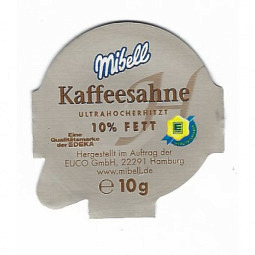 Mibell
Kaffeesahne
ULTRAHOCHERHITZT
10% FETT
Eine
Qualitätsmarke
der EDEKA
Hergestellt im Auftrag der
EUCO GmbH, 22291 Hamburg
www.mibell.de
e 10g